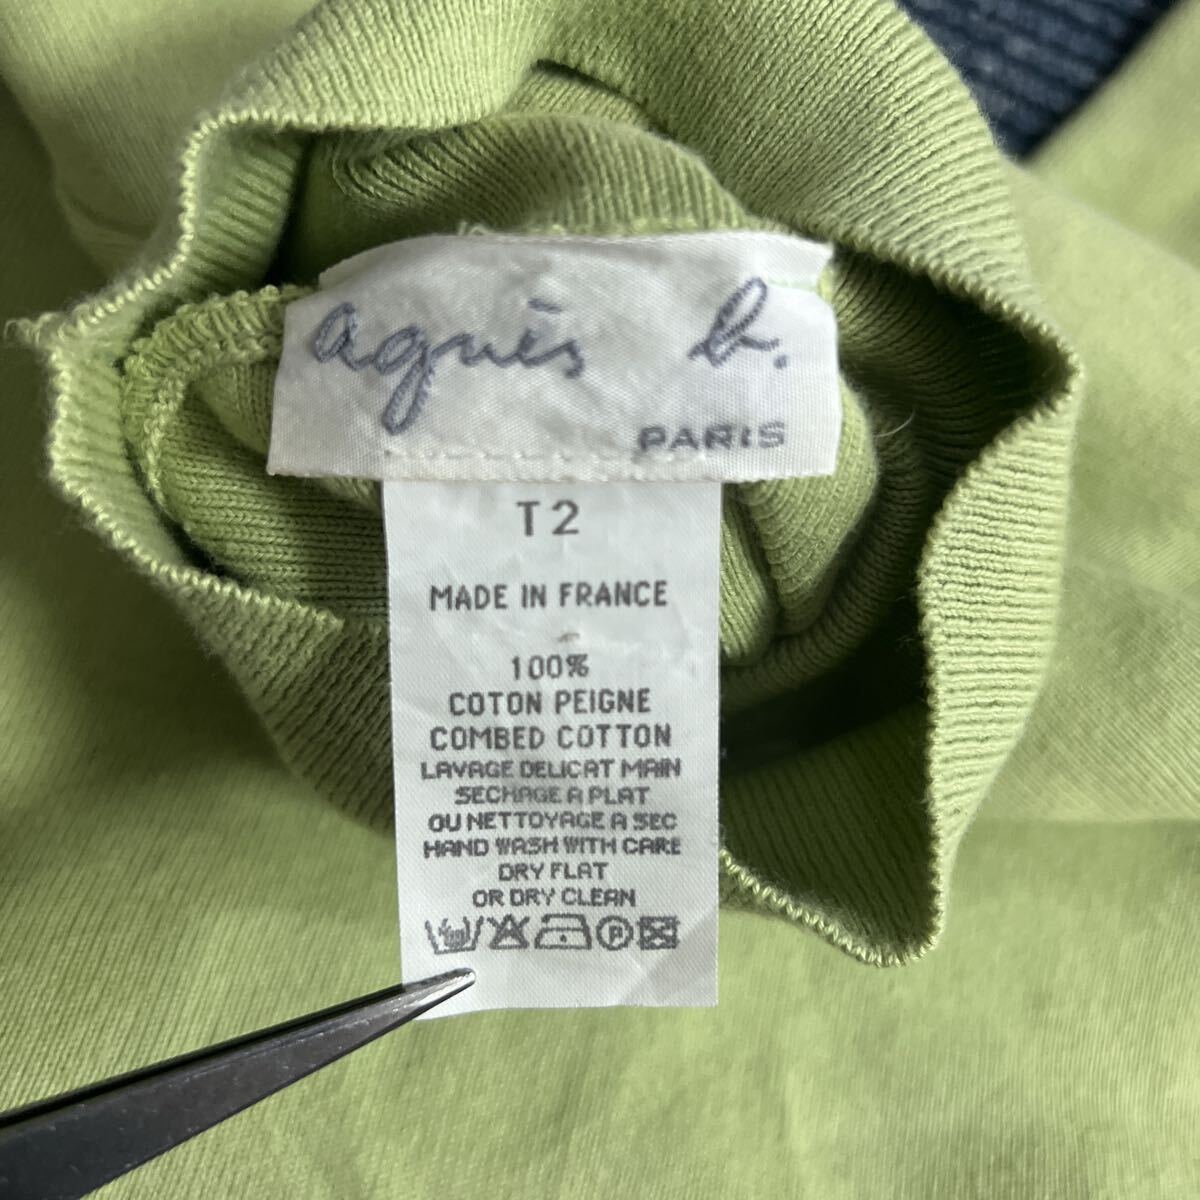 agnès b.
PARIS
T2
MADE IN FRANCE
100%
COTON PEIGNE
COMBED COTTON
LAVAGE DELICAT MAIN
SECHAGE A PLAT
OU NETTOYAGE A SEC
HAND WASH WITH CARE
DRY FLAT
OR DRY CLEAN
P